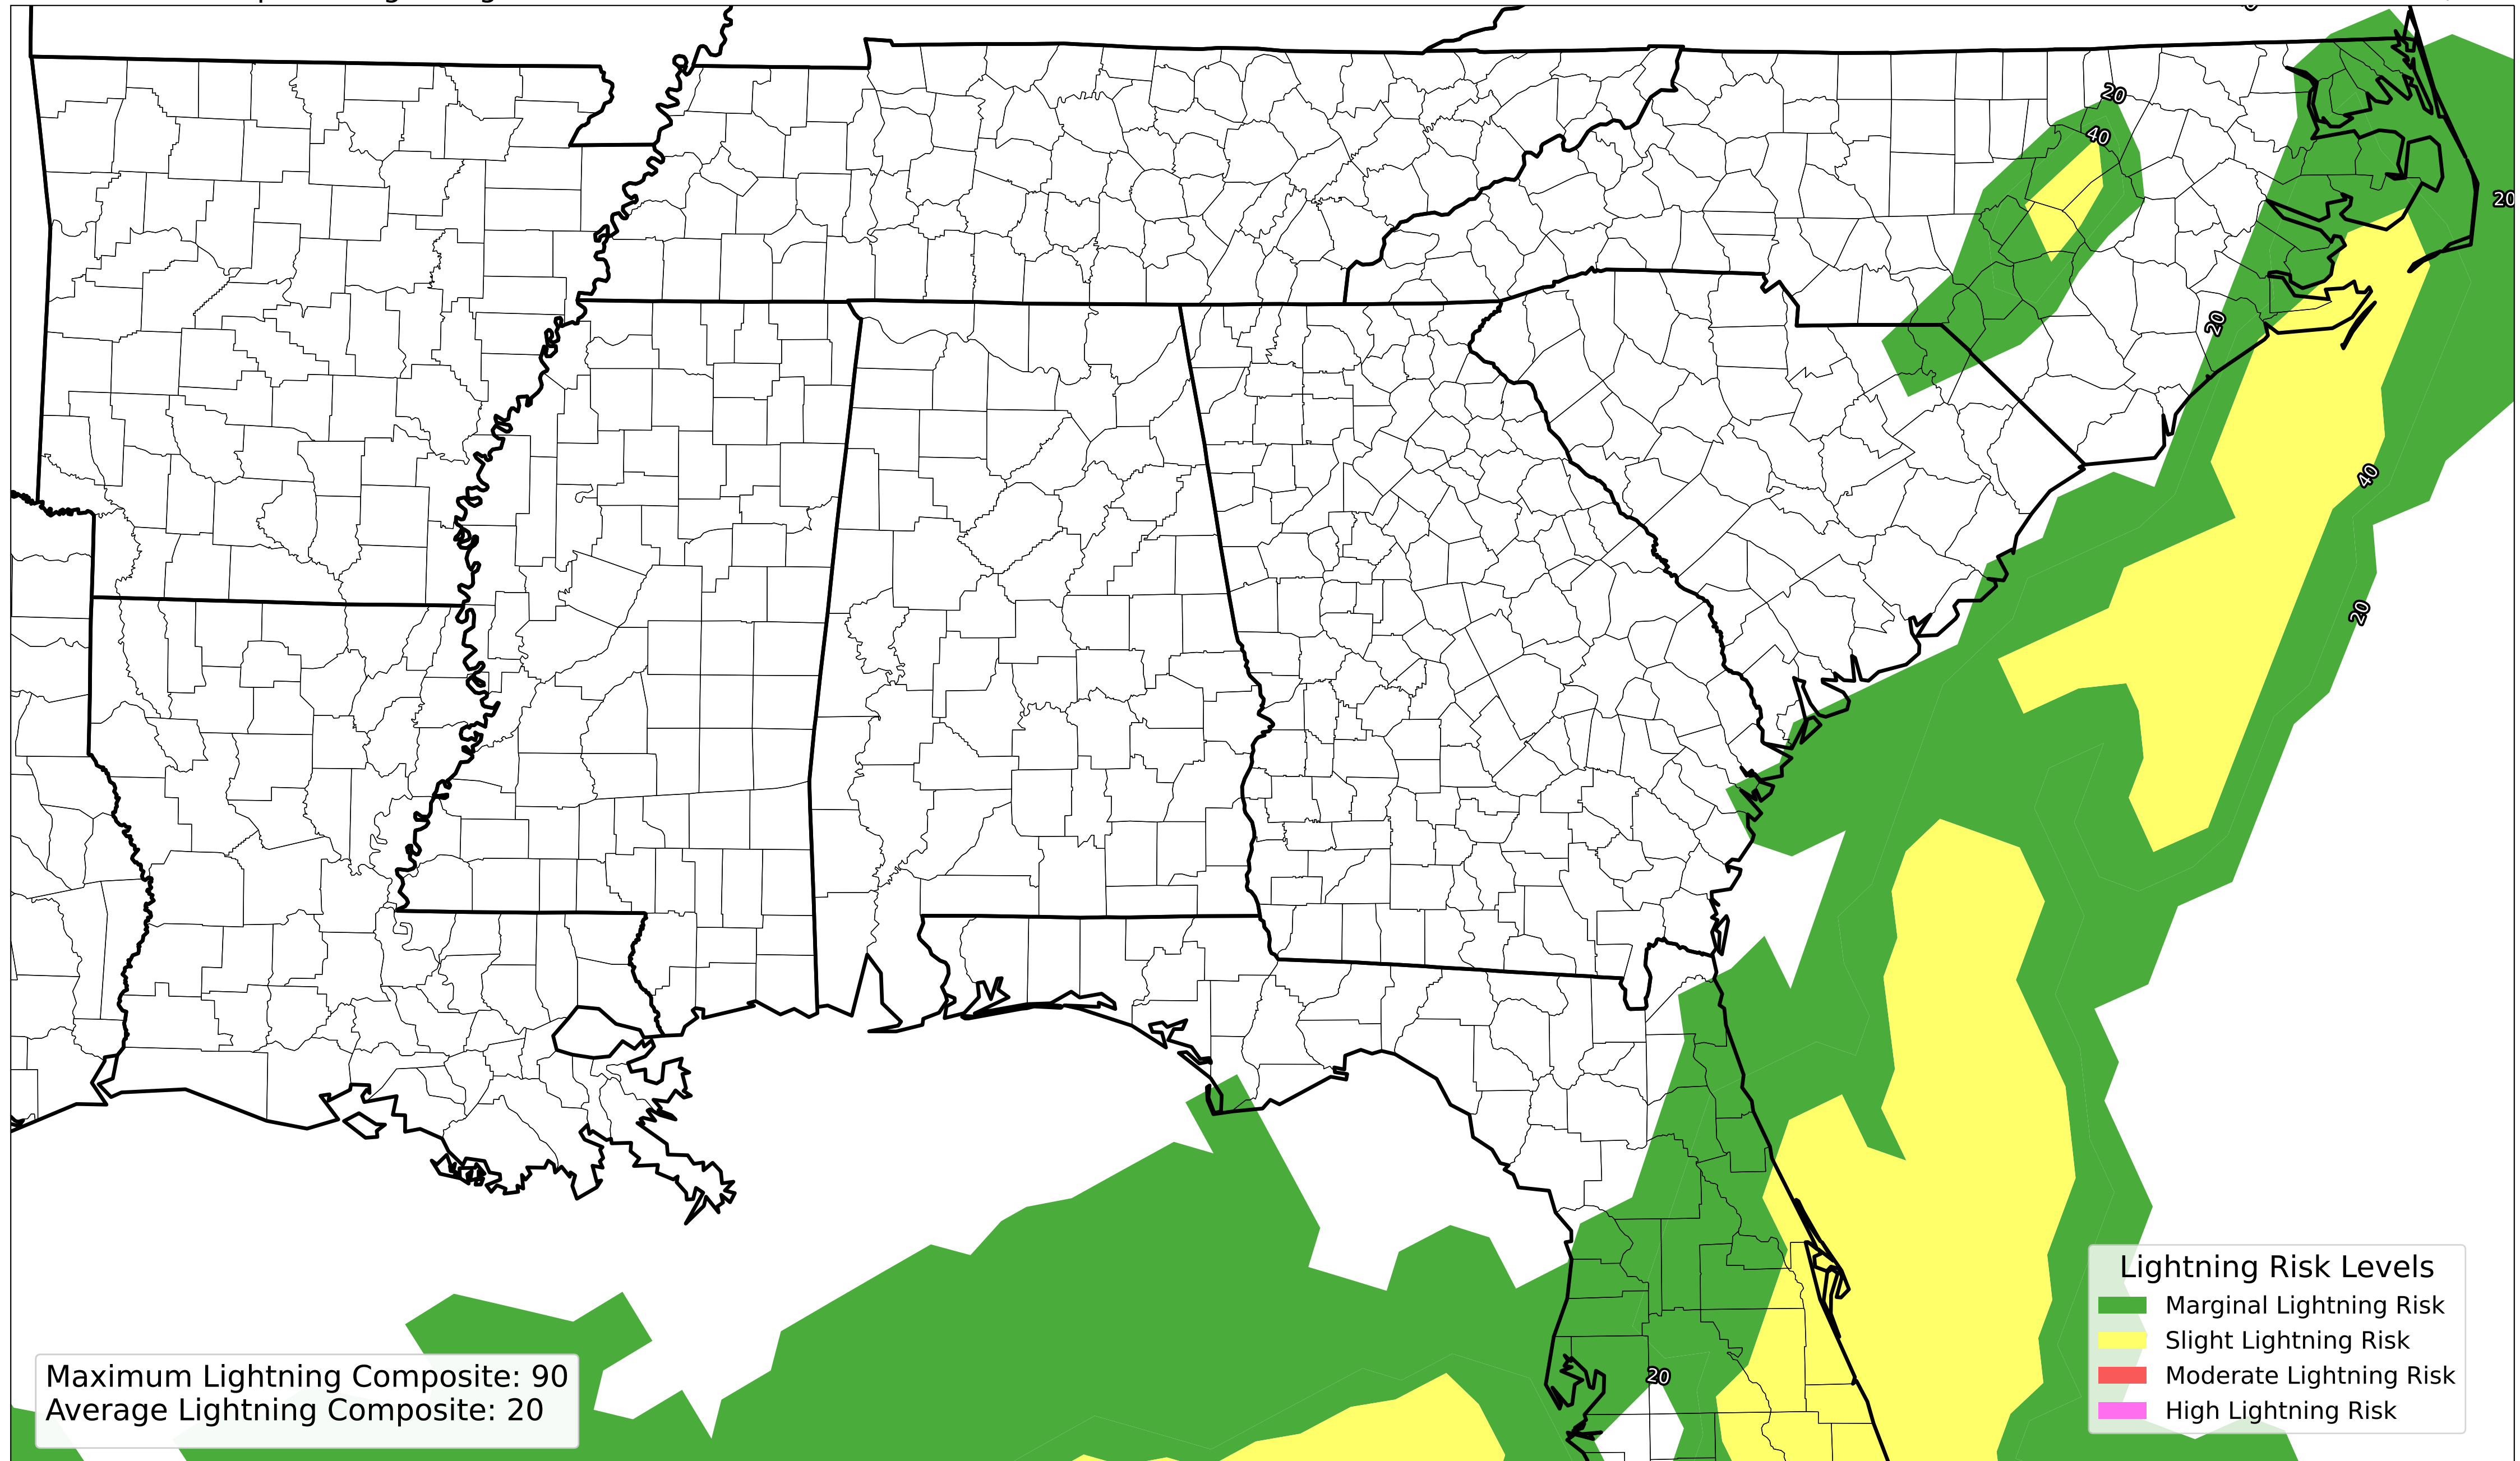 20
40
20
20
40
20
20
Lightning Risk Levels
Marginal Lightning Risk
Slight Lightning Risk
Moderate Lightning Risk
High Lightning Risk
Maximum Lightning Composite: 90
Average Lightning Composite: 20